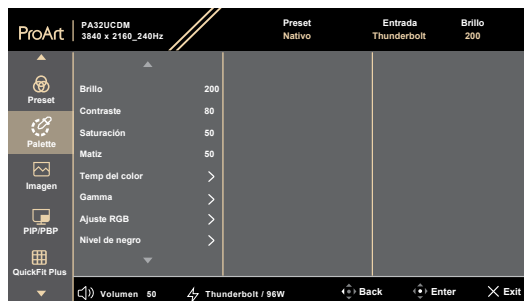 ProArt
PA32UCDM
3840 x 2160_240Hz
Preset
Nativo
Entrada
Thunderbolt
Brillo
200
Preset
Palette
Imagen
PIP/PBP
QuickFit Plus
Brillo 200
Contraste 80
Saturación 50
Matiz 50
Temp del color
Gamma
Ajuste RGB
Nivel de negro
Volumen 50
Thunderbolt / 96W
Back
Enter
Exit